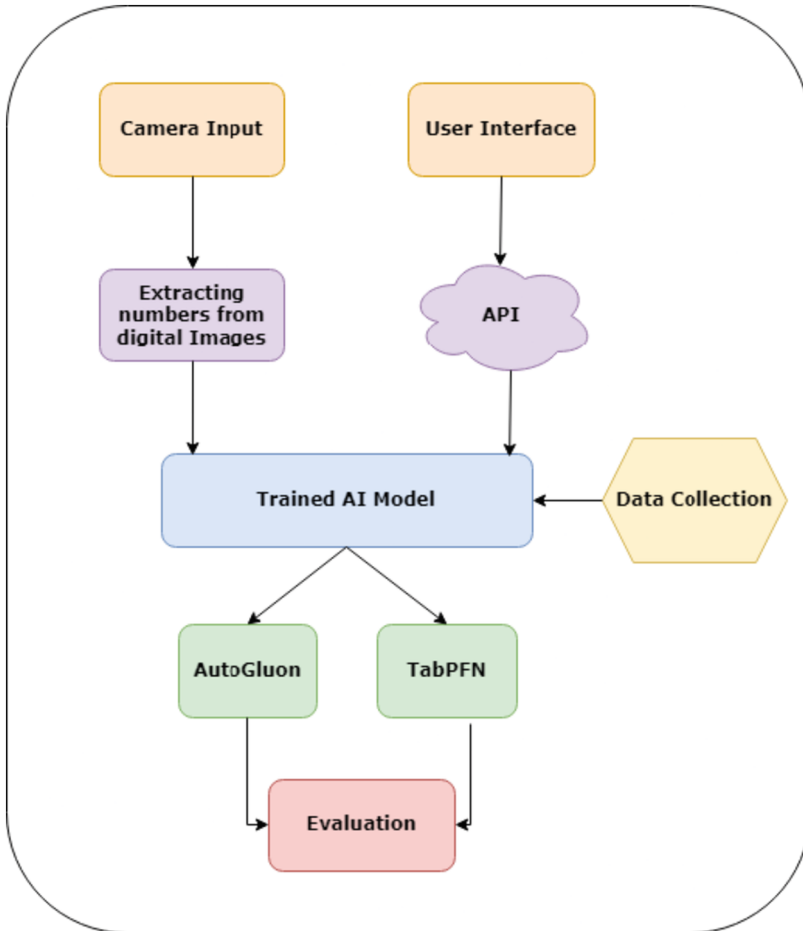 Camera Input
User Interface
Extracting
numbers from
digital Images
API
Trained AI Model
Data Collection
AutoGluon
TabPFN
Evaluation